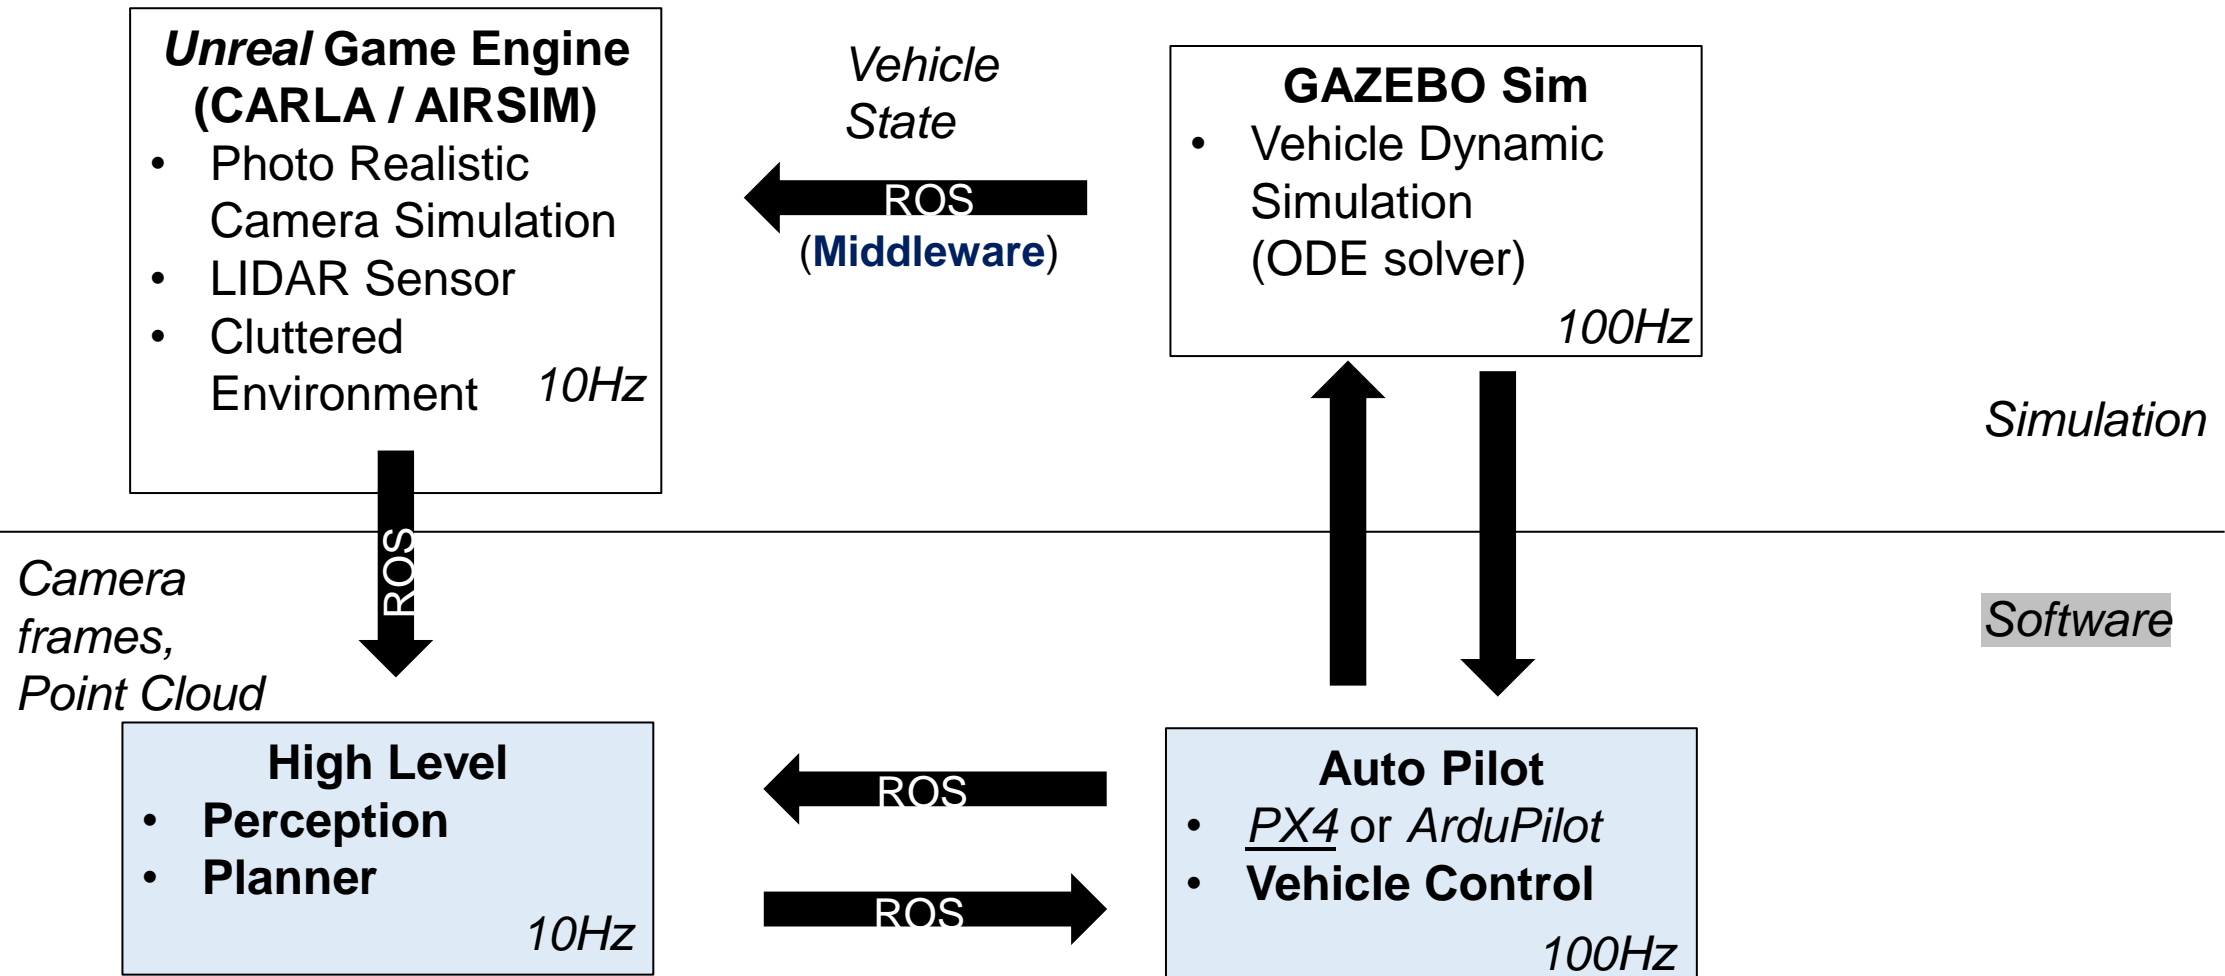 Unreal Game Engine
(CARLA / AIRSIM)
• Photo Realistic
Camera Simulation
• LIDAR Sensor
• Cluttered
Environment
10Hz
Vehicle
State
ROS
(Middleware)
GAZEBO Sim
• Vehicle Dynamic
Simulation
(ODE solver)
100Hz
Simulation
ROS
Camera
frames,
Point Cloud
Software
High Level
• Perception
• Planner
10Hz
ROS
ROS
Auto Pilot
• PX4 or ArduPilot
• Vehicle Control
100Hz